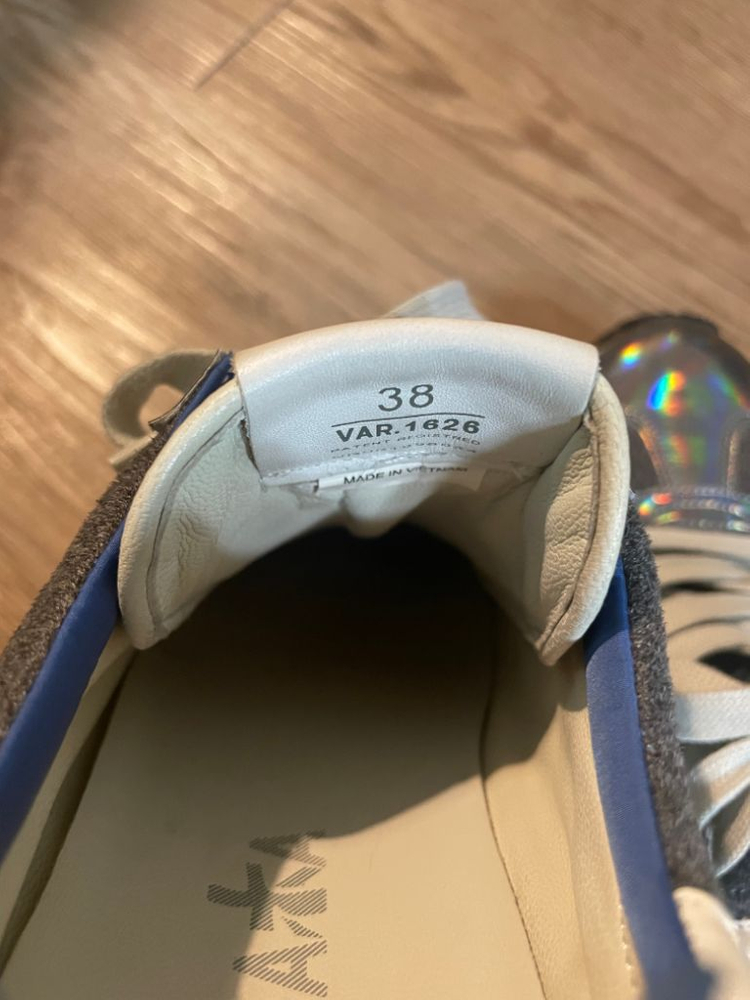 38
VAR.1626
PATENT REGISTRED
MADE IN VIETNAM